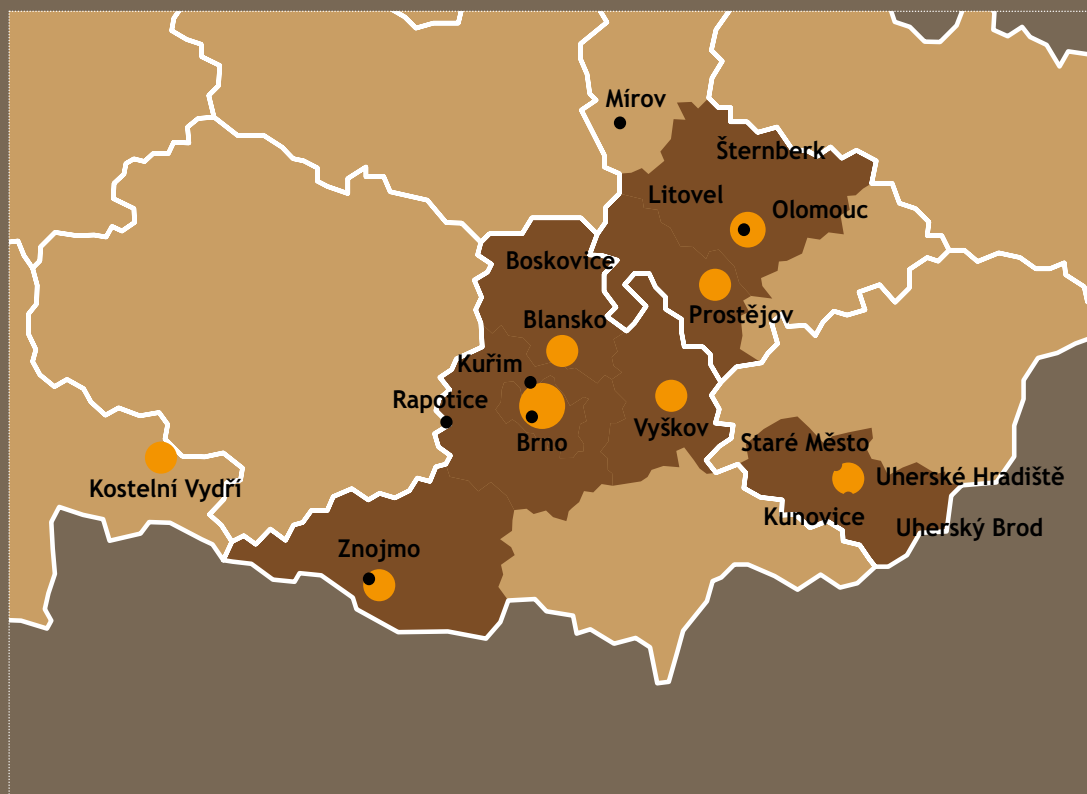 Mírov
Šternberk
Litovel
Olomouc
Boskovice
Prostějov
Blansko
Kuřim
Rapotice
Brno
Vyškov
Staré Město
Kostelní Vydří
Uherské Hradiště
Kunovice
Uherský Brod
Znojmo